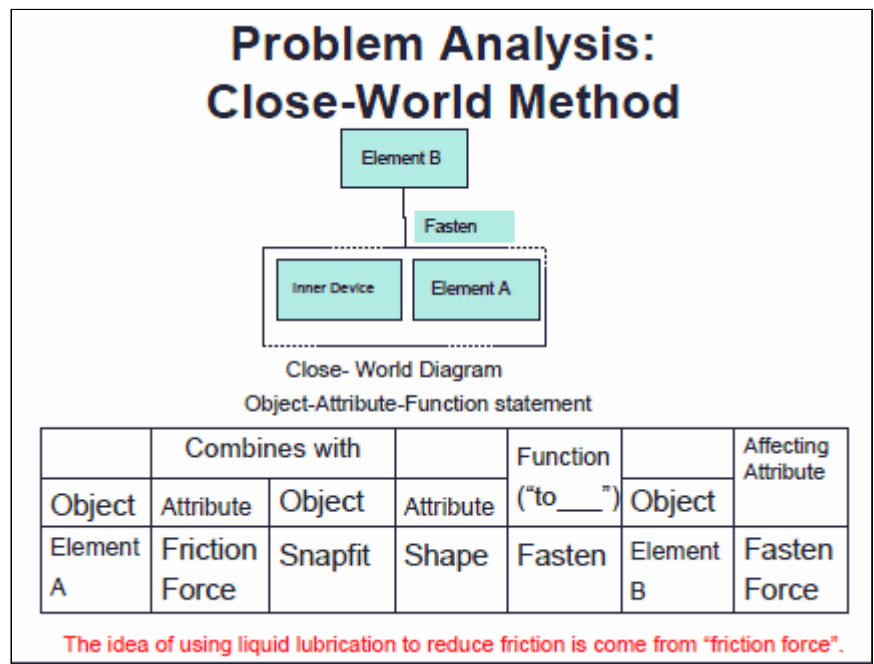 Problem Analysis:
Close-World Method
Element B
Fasten
Inner Device
Element A
Close- World Diagram
Object-Attribute-Function statement
Combines with
Function
("to___")
Affecting
Attribute
Object
Attribute
Object
Attribute
Object
Element
A
Friction
Force
Snapfit
Shape
Fasten
Element
B
Fasten
Force
The idea of using liquid lubrication to reduce friction is come from "friction force".